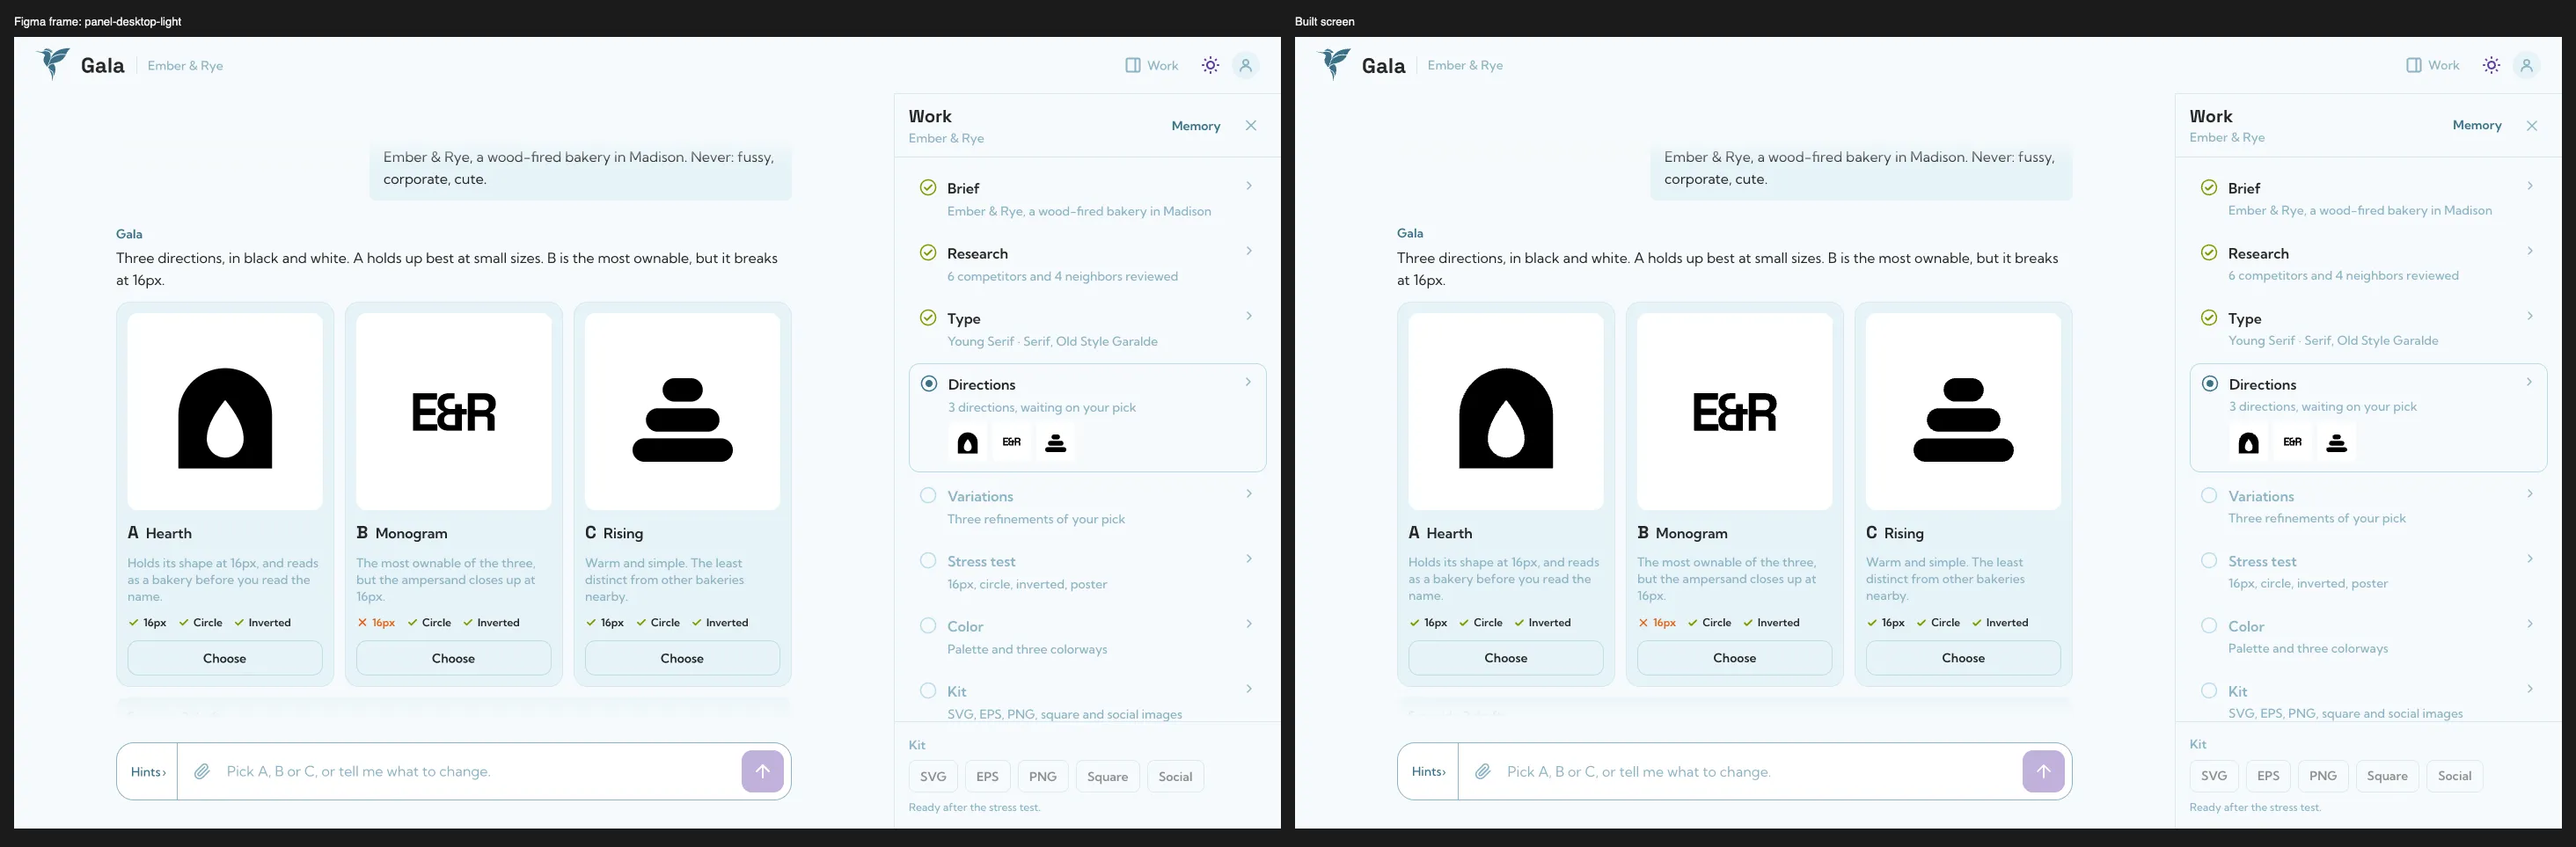 Figma frame: panel-desktop-light
Gala
Ember & Rye
Work
Ember & Rye, a wood-fired bakery in Madison. Never: fussy,
corporate, cute.
Gala
Three directions, in black and white. A holds up best at small sizes. B is the most ownable, but it breaks
at 16px.
E&R
A Hearth
Holds its shape at 16px, and reads
as a bakery before you read the
name.
16px Circle Inverted
Choose
B Monogram
The most ownable of the three,
but the ampersand closes up at
16px.
16px Circle Inverted
Choose
C Rising
Warm and simple. The least
distinct from other bakeries
nearby.
16px Circle Inverted
Choose
Hints›
Pick A, B or C, or tell me what to change.
Work
Ember & Rye
Memory
Brief
Ember & Rye, a wood-fired bakery in Madison
Research
6 competitors and 4 neighbors reviewed
Type
Young Serif · Serif, Old Style Garalde
Directions
3 directions, waiting on your pick
E&R
Variations
Three refinements of your pick
Stress test
16px, circle, inverted, poster
Color
Palette and three colorways
Kit
SVG, EPS, PNG, square and social images
Kit
SVG EPS PNG Square Social
Ready after the stress test.
Built screen
Gala
Ember & Rye
Work
Ember & Rye, a wood-fired bakery in Madison. Never: fussy,
corporate, cute.
Gala
Three directions, in black and white. A holds up best at small sizes. B is the most ownable, but it breaks
at 16px.
E&R
A Hearth
Holds its shape at 16px, and reads
as a bakery before you read the
name.
16px Circle Inverted
Choose
B Monogram
The most ownable of the three,
but the ampersand closes up at
16px.
16px Circle Inverted
Choose
C Rising
Warm and simple. The least
distinct from other bakeries
nearby.
16px Circle Inverted
Choose
Hints›
Pick A, B or C, or tell me what to change.
Work
Ember & Rye
Memory
Brief
Ember & Rye, a wood-fired bakery in Madison
Research
6 competitors and 4 neighbors reviewed
Type
Young Serif · Serif, Old Style Garalde
Directions
3 directions, waiting on your pick
E&R
Variations
Three refinements of your pick
Stress test
16px, circle, inverted, poster
Color
Palette and three colorways
Kit
SVG, EPS, PNG, square and social images
Kit
SVG EPS PNG Square Social
Ready after the stress test.